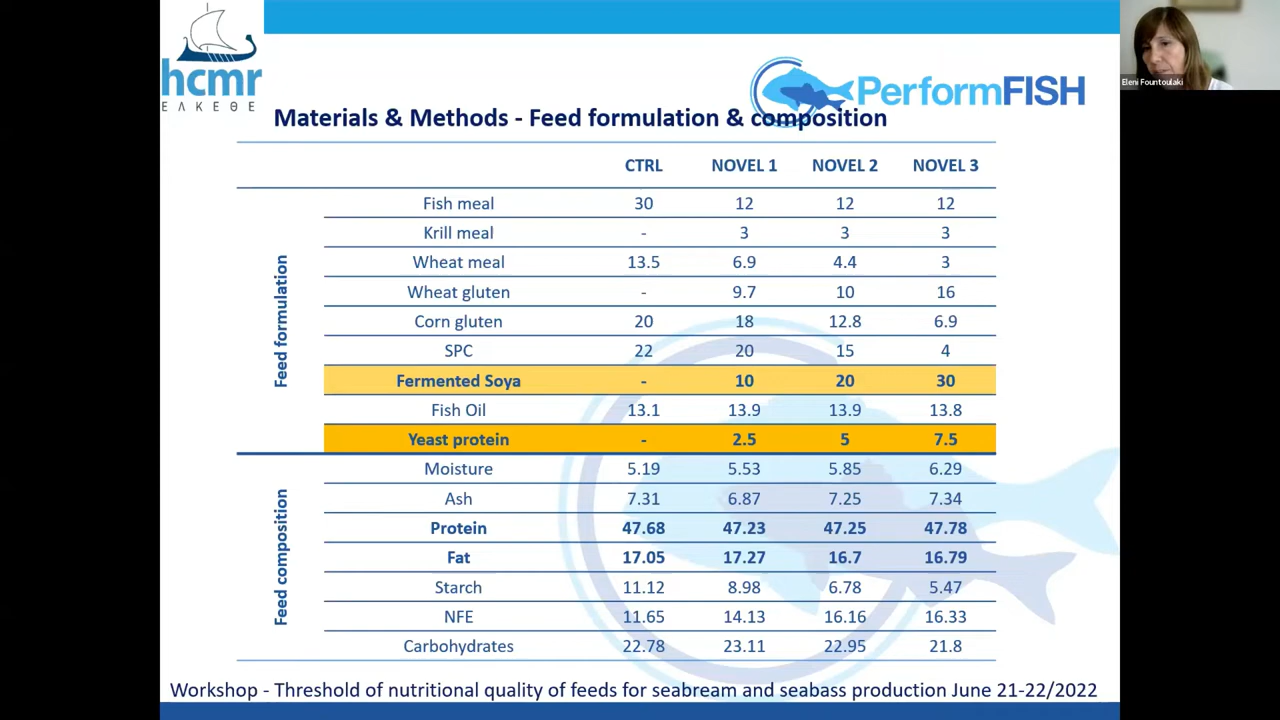 hcmr
ΕΛΚΕΘΕ
PerformFISH
Eleni Fountoulaki
Materials & Methods - Feed formulation & composition
CTRL NOVEL 1 NOVEL 2 NOVEL 3
Feed formulation
Fish meal 30 12 12 12
Krill meal - 3 3 3
Wheat meal 13.5 6.9 4.4 3
Wheat gluten - 9.7 10 16
Corn gluten 20 18 12.8 6.9
SPC 22 20 15 4
Fermented Soya - 10 20 30
Fish Oil 13.1 13.9 13.9 13.8
Yeast protein - 2.5 5 7.5
Feed composition
Moisture 5.19 5.53 5.85 6.29
Ash 7.31 6.87 7.25 7.34
Protein 47.68 47.23 47.25 47.78
Fat 17.05 17.27 16.7 16.79
Starch 11.12 8.98 6.78 5.47
NFE 11.65 14.13 16.16 16.33
Carbohydrates 22.78 23.11 22.95 21.8
Workshop - Threshold of nutritional quality of feeds for seabream and seabass production June 21-22/2022